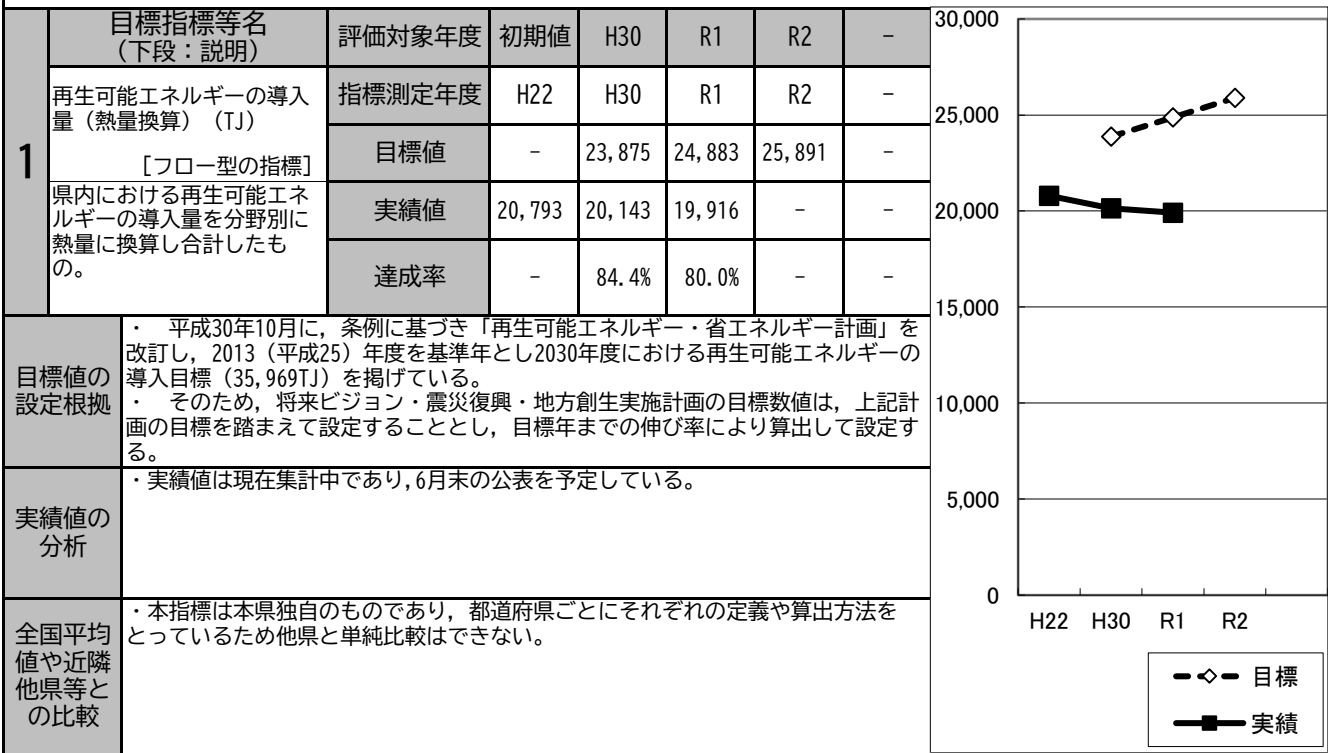 1
目標指標等名
（下段：説明）
評価対象年度 初期値 H30 R1 R2 －
再生可能エネルギーの導入
量（熱量換算）（TJ）
[フロー型の指標]
指標測定年度 H22 H30 R1 R2 －
目標値 － 23,875 24,883 25,891 －
県内における再生可能エネ
ルギーの導入量を分野別に
熱量に換算し合計したも
の。
実績値 20,793 20,143 19,916 － －
達成率 － 84.4% 80.0% － －
目標値の
設定根拠
・　平成30年10月に，条例に基づき「再生可能エネルギー・省エネルギー計画」を
改訂し，2013（平成25）年度を基準年とし2030年度における再生可能エネルギーの
導入目標（35,969TJ）を掲げている。
・　そのため，将来ビジョン・震災復興・地方創生実施計画の目標数値は，上記計
画の目標を踏まえて設定することとし，目標年までの伸び率により算出して設定す
る。
実績値の
分析
・実績値は現在集計中であり,6月末の公表を予定している。
全国平均
値や近隣
他県等と
の比較
・本指標は本県独自のものであり，都道府県ごとにそれぞれの定義や算出方法を
とっているため他県と単純比較はできない。
30,000
25,000
20,000
15,000
10,000
5,000
0
H22 H30 R1 R2
目標
実績